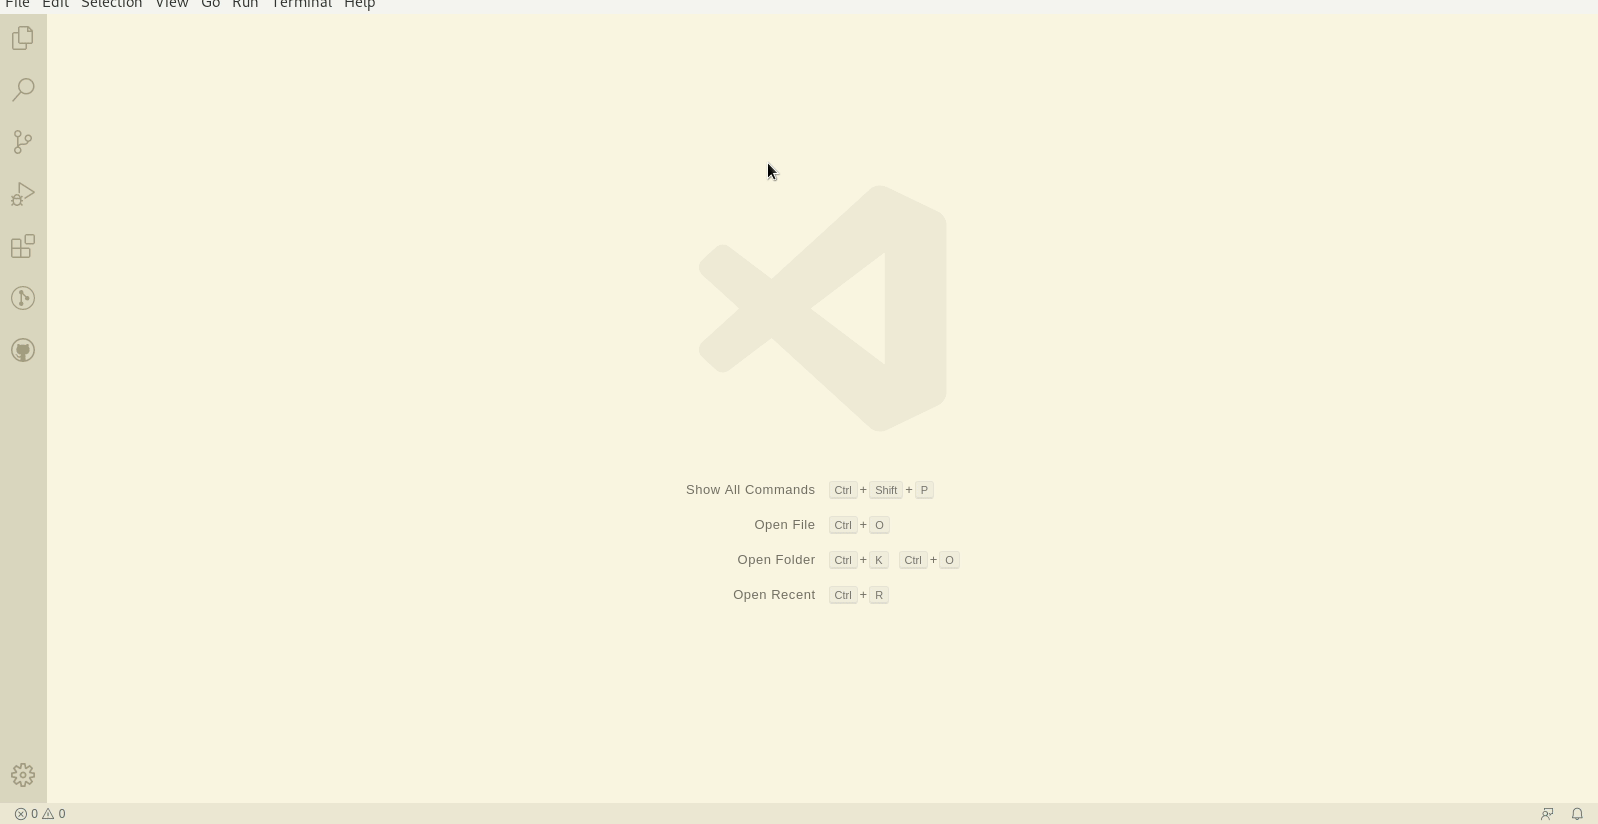 File Edit Selection View Go Run Terminal Help
Show All Commands Ctrl + Shift + P
Open File Ctrl + O
Open Folder Ctrl + K Ctrl + O
Open Recent Ctrl + R
0 0